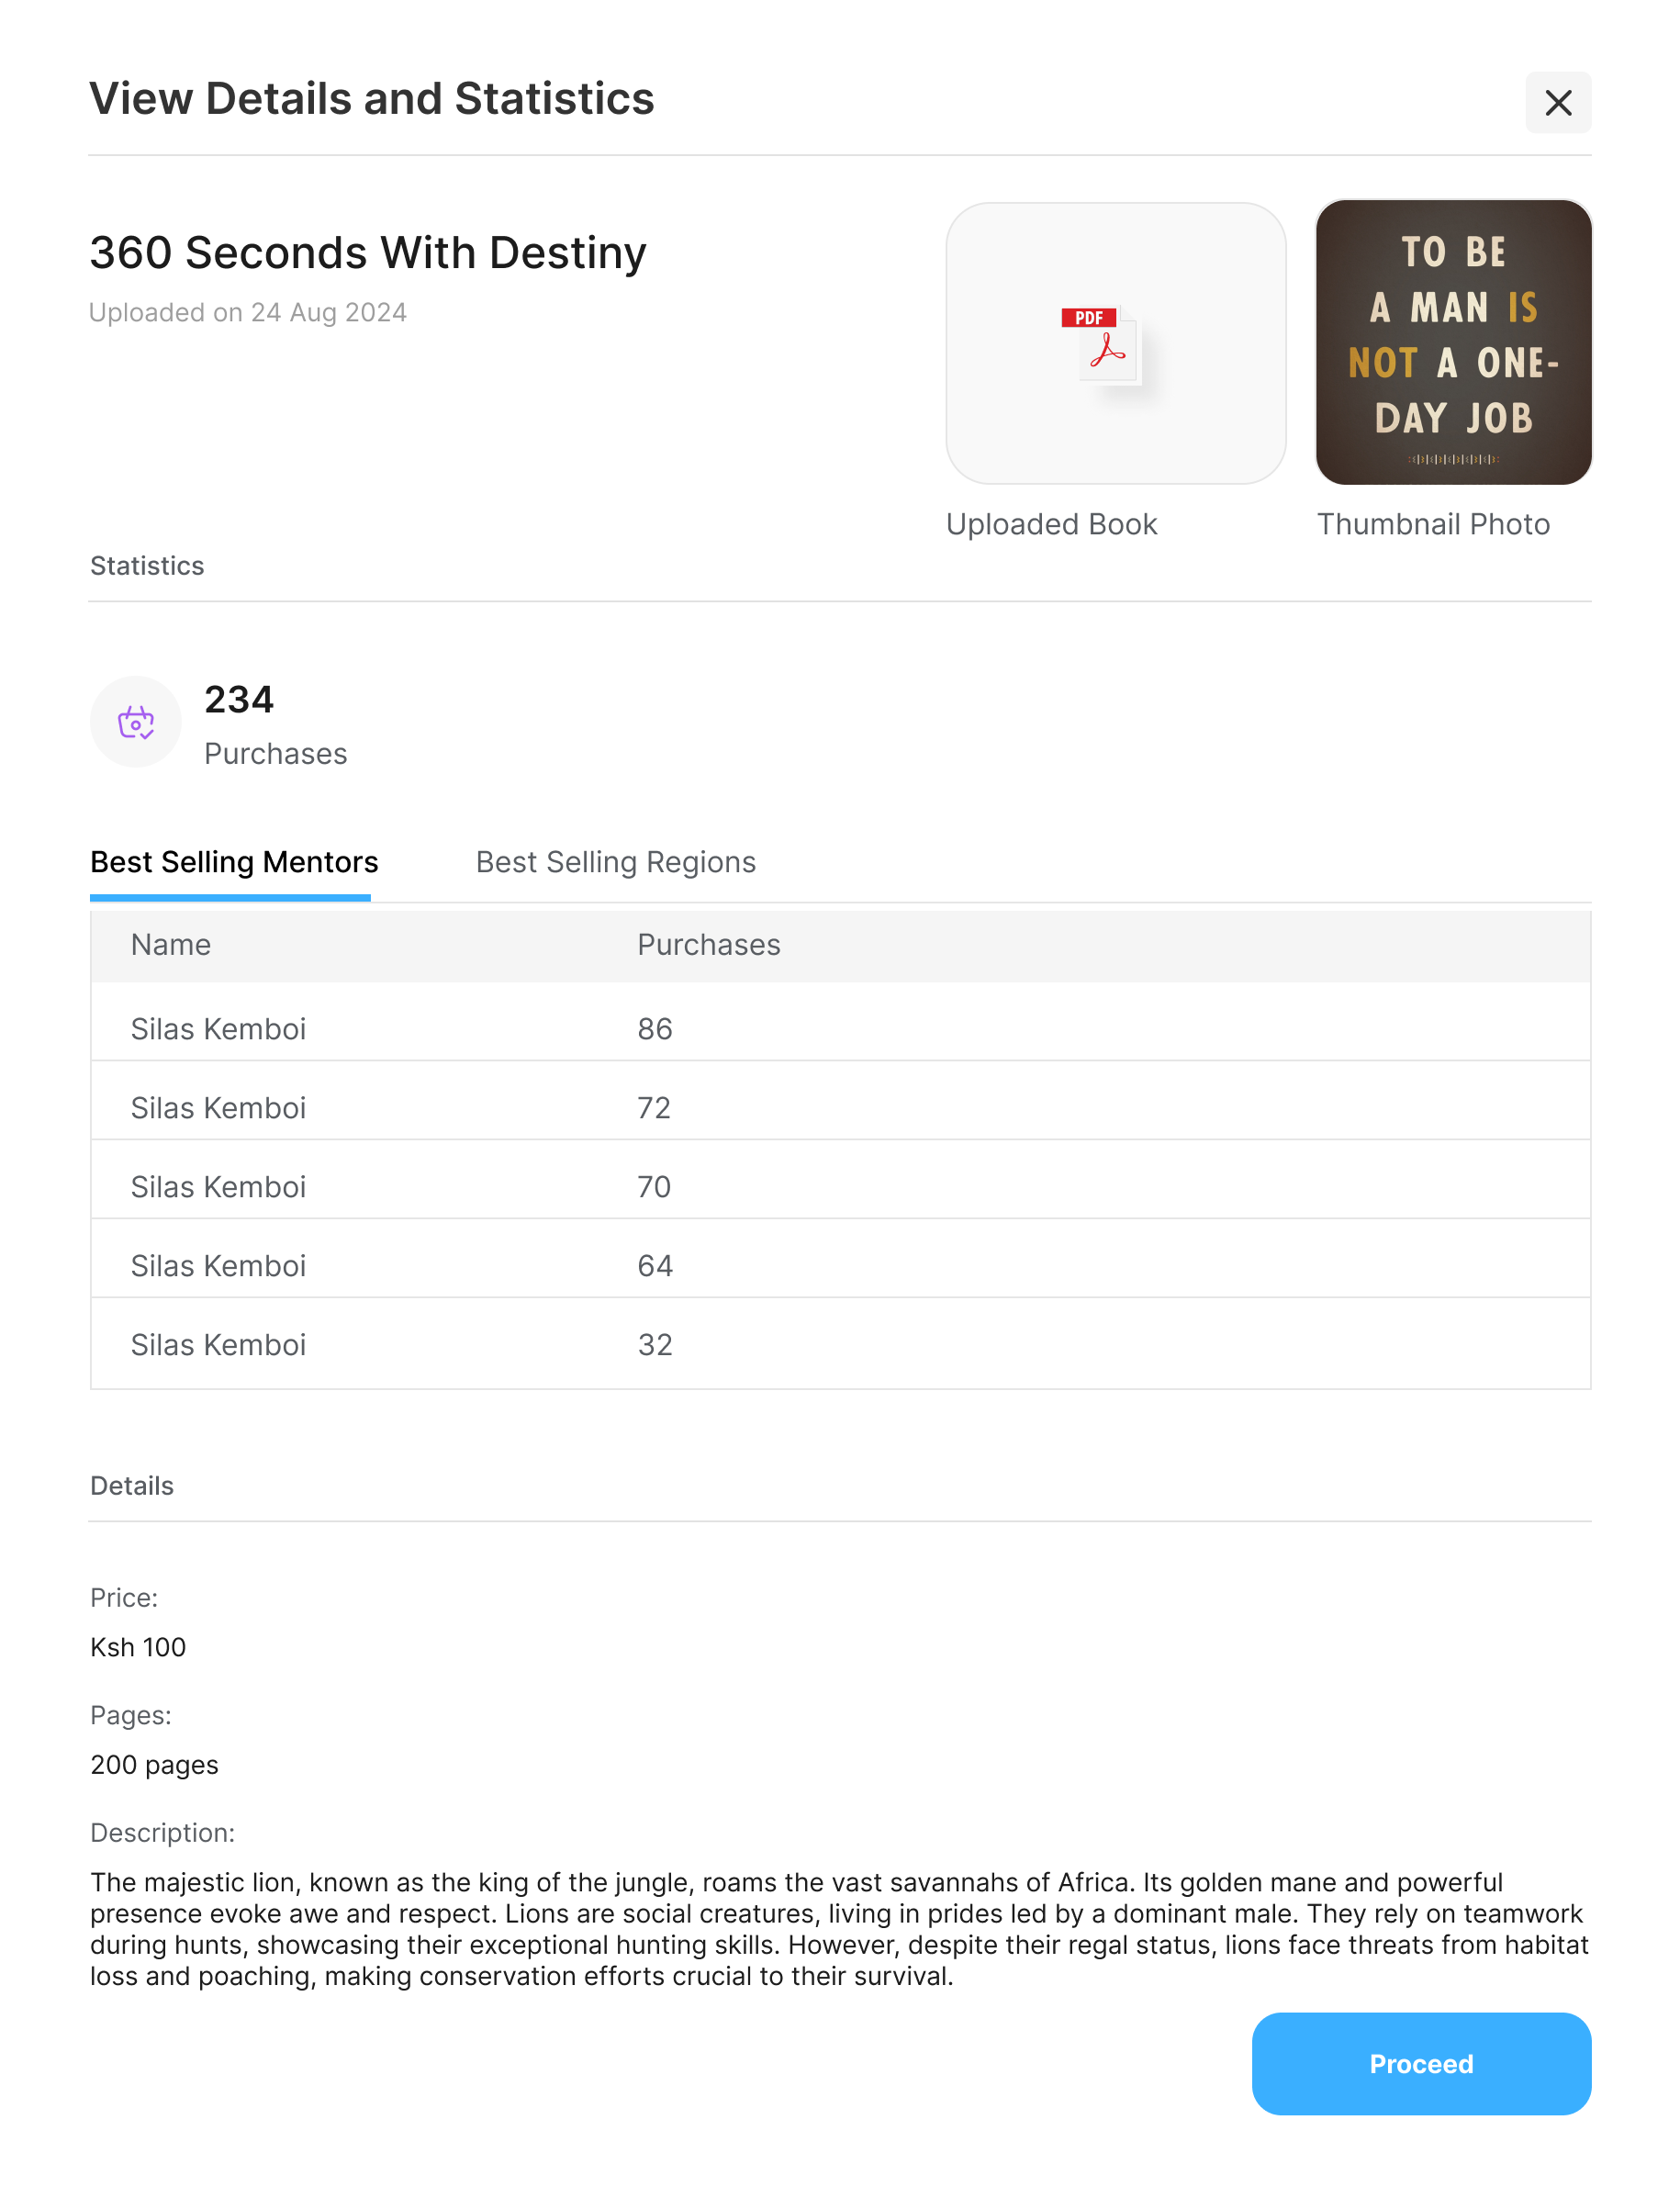 View Details and Statistics
360 Seconds With Destiny
Uploaded on 24 Aug 2024
PDF
Uploaded Book
TO BE
A MAN IS
NOT A ONE-
DAY JOB
Thumbnail Photo
Statistics
234
Purchases
Best Selling Mentors Best Selling Regions
Name Purchases
Silas Kemboi 86
Silas Kemboi 72
Silas Kemboi 70
Silas Kemboi 64
Silas Kemboi 32
Details
Price:
Ksh 100
Pages:
200 pages
Description:
The majestic lion, known as the king of the jungle, roams the vast savannahs of Africa. Its golden mane and powerful
presence evoke awe and respect. Lions are social creatures, living in prides led by a dominant male. They rely on teamwork
during hunts, showcasing their exceptional hunting skills. However, despite their regal status, lions face threats from habitat
loss and poaching, making conservation efforts crucial to their survival.
Proceed